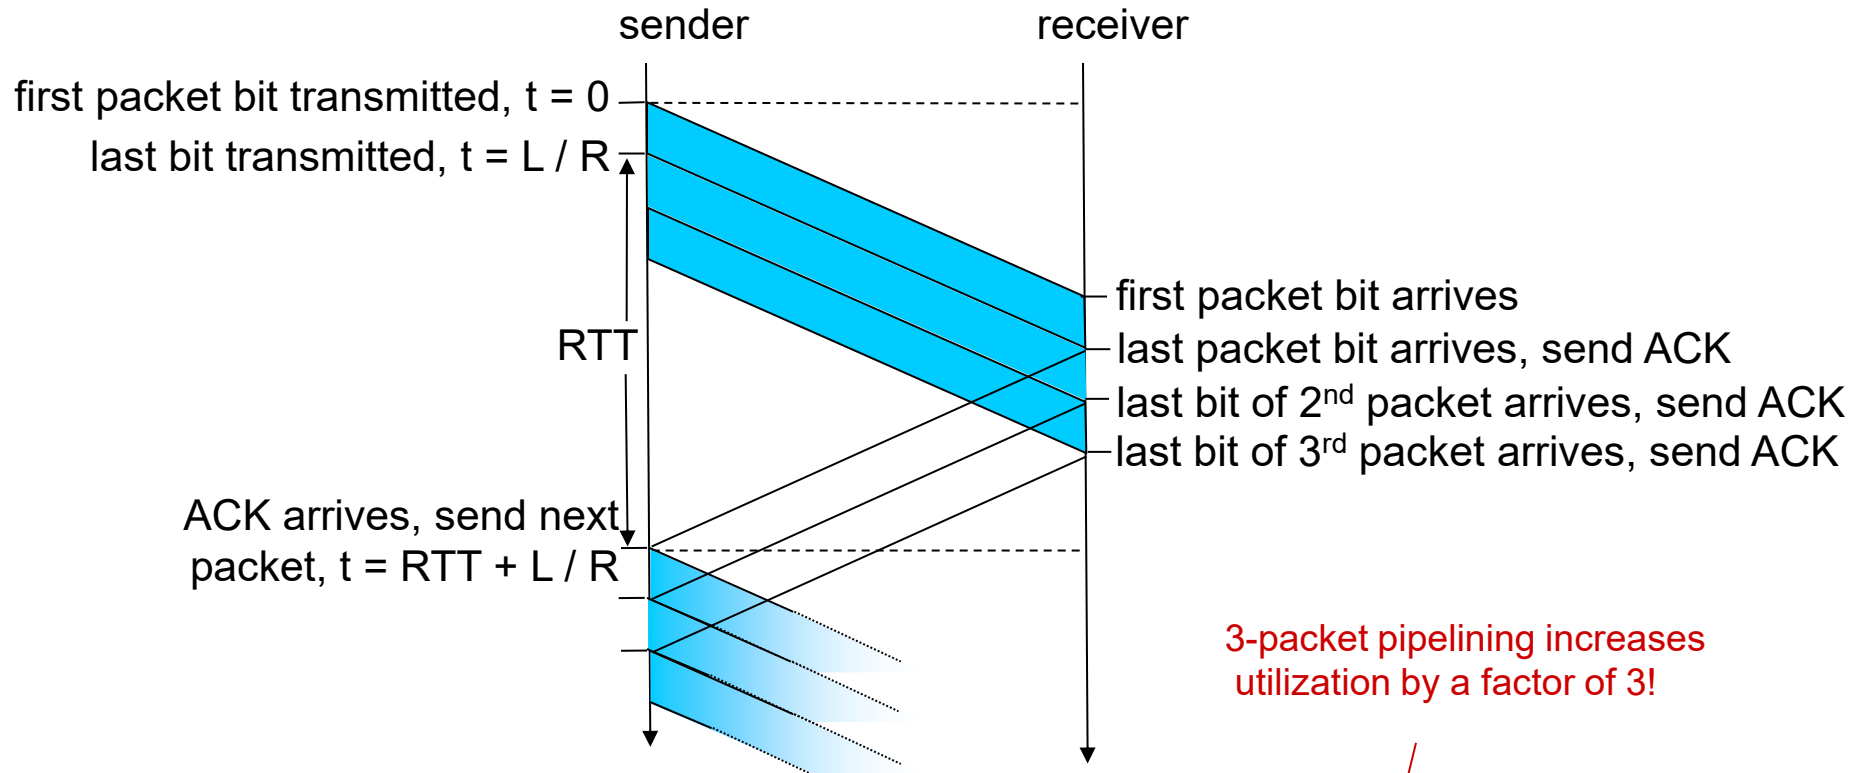 sender
receiver
first packet bit transmitted, t = 0
last bit transmitted, t = L / R
first packet bit arrives
RTT
last packet bit arrives, send ACK
last bit of 2nd packet arrives, send ACK
last bit of 3rd packet arrives, send ACK
ACK arrives, send next
packet, t = RTT + L / R
3-packet pipelining increases
utilization by a factor of 3!